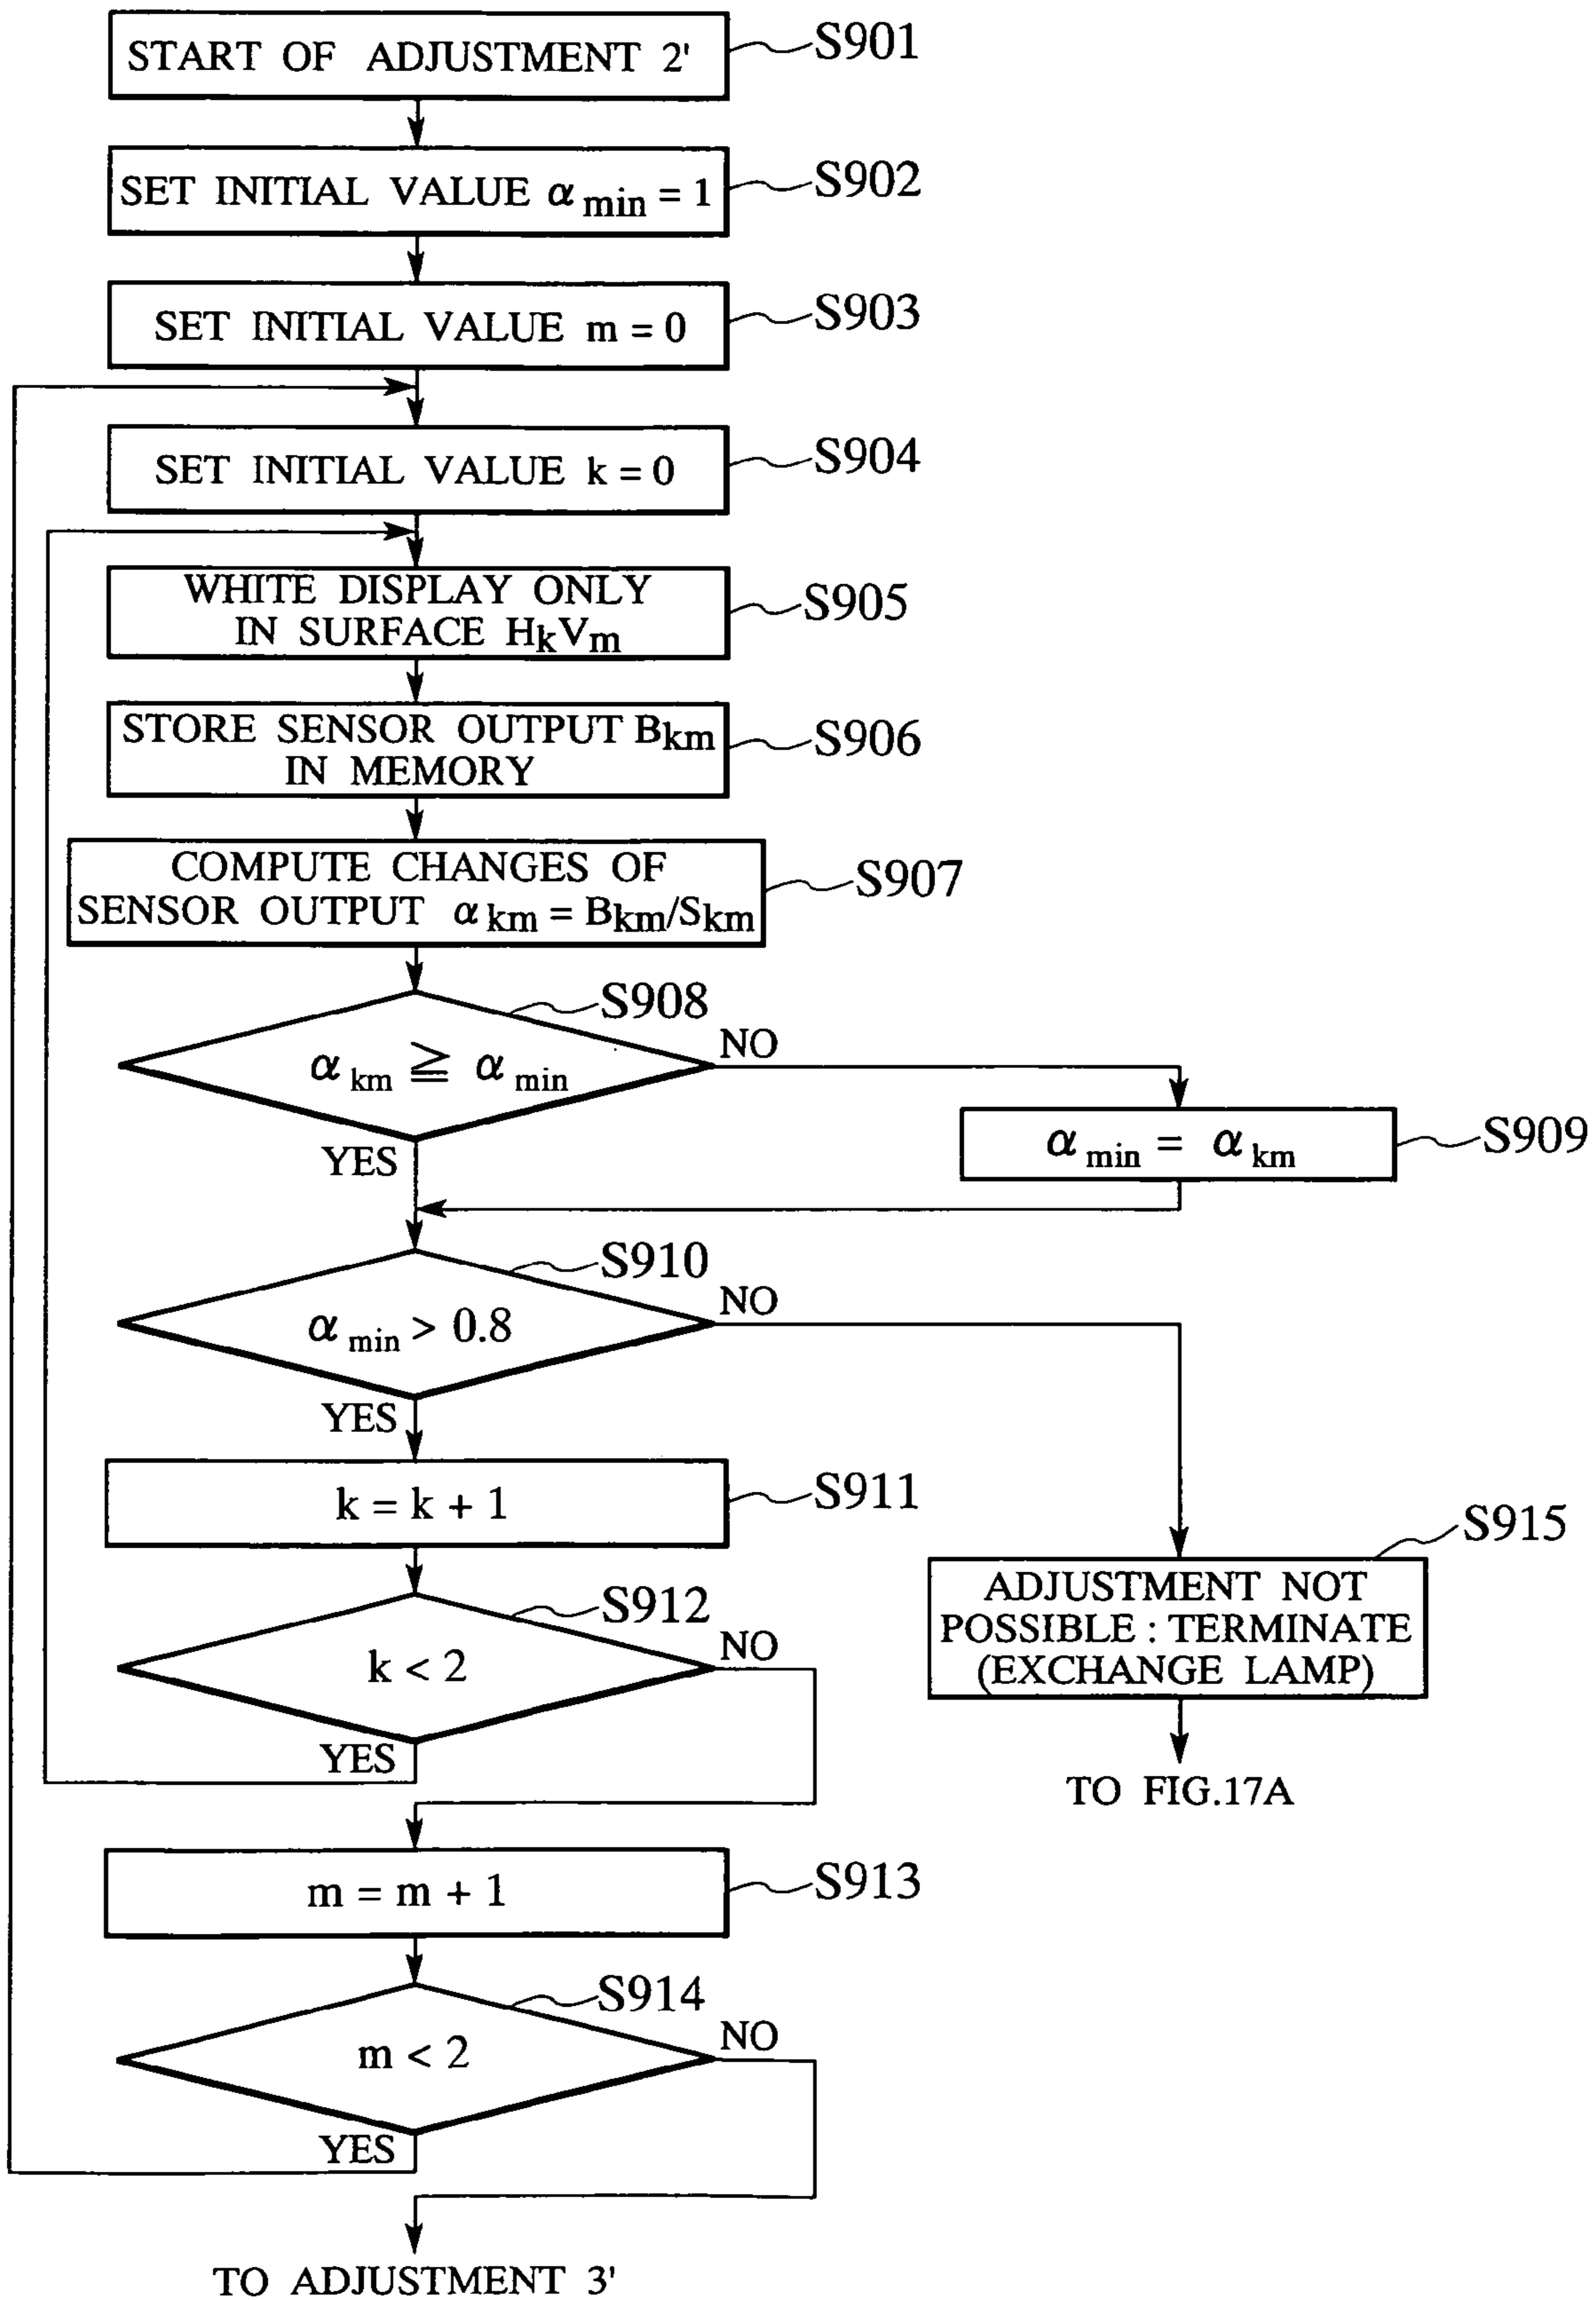 START OF ADJUSTMENT 2'
S901
SET INITIAL VALUE α min = 1
S902
SET INITIAL VALUE m = 0
S903
SET INITIAL VALUE k = 0
S904
WHITE DISPLAY ONLY
IN SURFACE HkVm
S905
STORE SENSOR OUTPUT Bkm
IN MEMORY
S906
COMPUTE CHANGES OF
SENSOR OUTPUT α km = Bkm/Skm
S907
S908
α km ≧ α min
NO
YES
α min = α km
S909
S910
α min > 0.8
NO
YES
k = k + 1
S911
S915
ADJUSTMENT NOT
POSSIBLE : TERMINATE
(EXCHANGE LAMP)
TO FIG.17A
S912
k < 2
NO
YES
m = m + 1
S913
S914
m < 2
NO
YES
TO ADJUSTMENT 3'